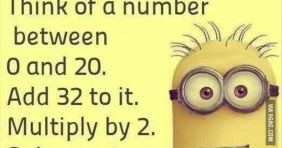 Think of a number
between
0 and 20.
Add 32 to it.
Multiply by 2.
VIA 9GAG.COM